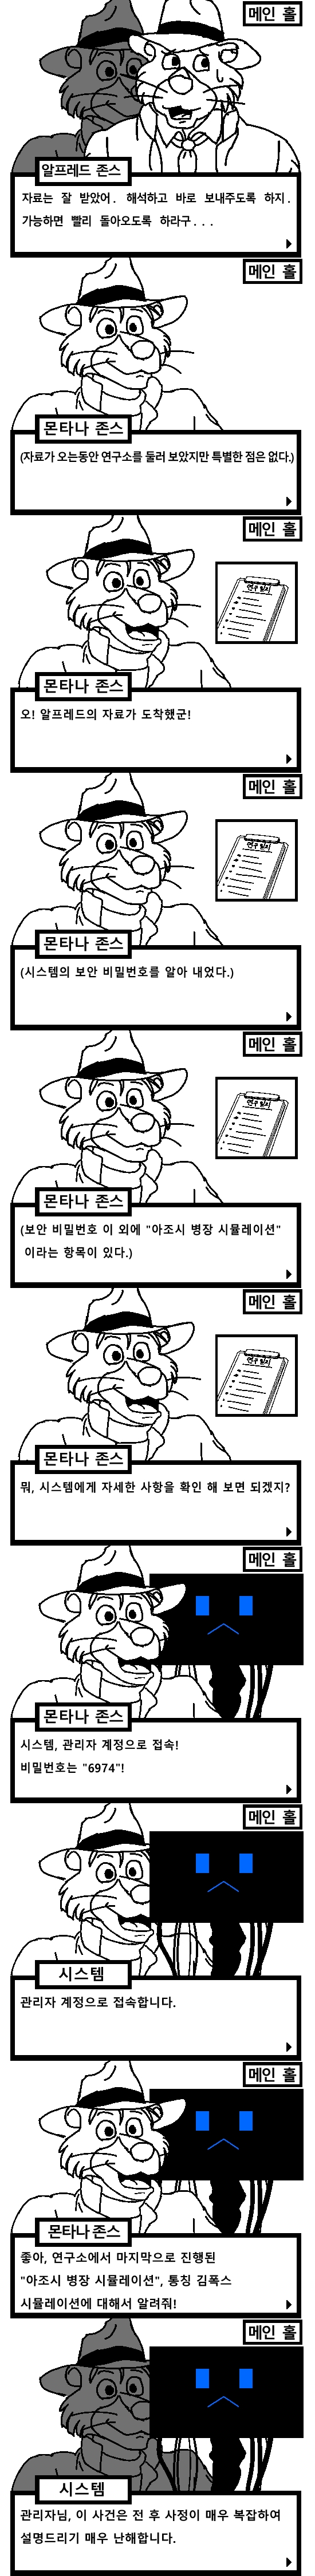 메인 홀
알프레드 존스
자료는 잘 받았어. 해석하고 바로 보내주도록 하지.
가능하면 빨리 돌아오도록 하라구...
메인 홀
몬타나 존스
(자료가 오는동안 연구소를 둘러 보았지만 특별한 점은 없다.)
메인 홀
연구 일지
몬타나 존스
오! 알프레드의 자료가 도착했군!
메인 홀
연구 일지
몬타나 존스
(시스템의 보안 비밀번호를 알아 내었다.)
메인 홀
연구 일지
몬타나 존스
(보안 비밀번호 이 외에 "아조시 병장 시뮬레이션"
이라는 항목이 있다.)
메인 홀
연구 일지
몬타나 존스
뭐, 시스템에게 자세한 사항을 확인 해 보면 되겠지?
메인 홀
몬타나 존스
시스템, 관리자 계정으로 접속!
비밀번호는 "6974"!
메인 홀
시스템
관리자 계정으로 접속합니다.
메인 홀
몬타나 존스
좋아, 연구소에서 마지막으로 진행된
"아조시 병장 시뮬레이션", 통칭 김폭스
시뮬레이션에 대해서 알려줘!
메인 홀
시스템
관리자님, 이 사건은 전 후 사정이 매우 복잡하여
설명드리기 매우 난해합니다.